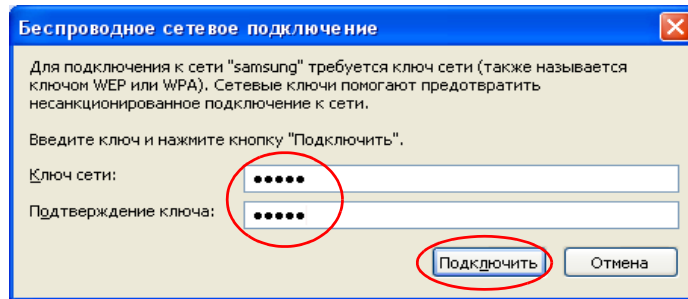 Беспроводное сетевое подключение
Для подключения к сети "samsung" требуется ключ сети (также называется
ключом WEP или WPA). Сетевые ключи помогают предотвратить
несанкционированное подключение к сети.
Введите ключ и нажмите кнопку "Подключить".
Ключ сети: •••••
Подтверждение ключа: •••••
Подключить Отмена